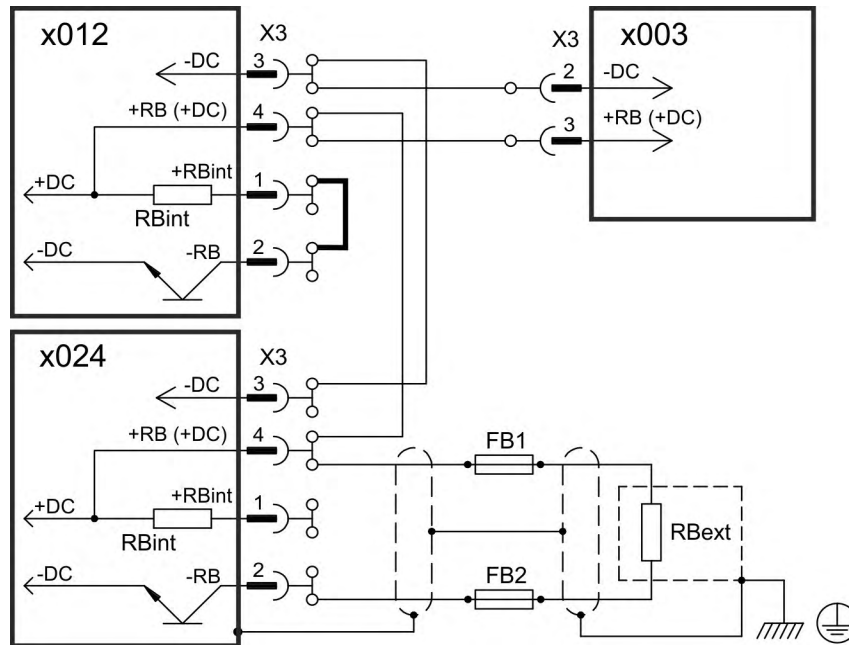 x012
X3
-DC
3
+RB (+DC)
4
+DC
+RBint
1
RBint
-DC
-RB
2
X3
x003
2
-DC
3
+RB (+DC)
x024
X3
-DC
3
+RB (+DC)
4
+DC
+RBint
1
RBint
-DC
-RB
2
FB1
FB2
RBext